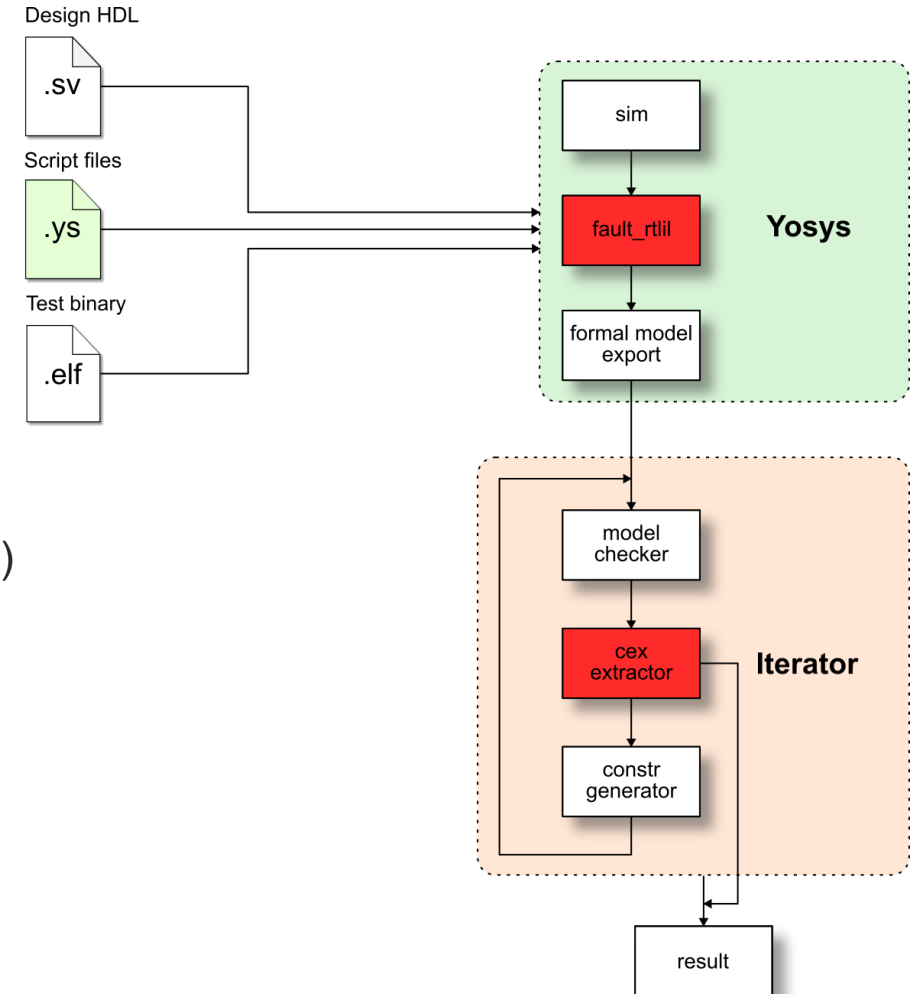 Design HDL
.sv
Script files
.ys
Test binary
.elf
sim
fault_rtlil
Yosys
formal model
export
)
model
checker
cex
extractor
Iterator
constr
generator
result